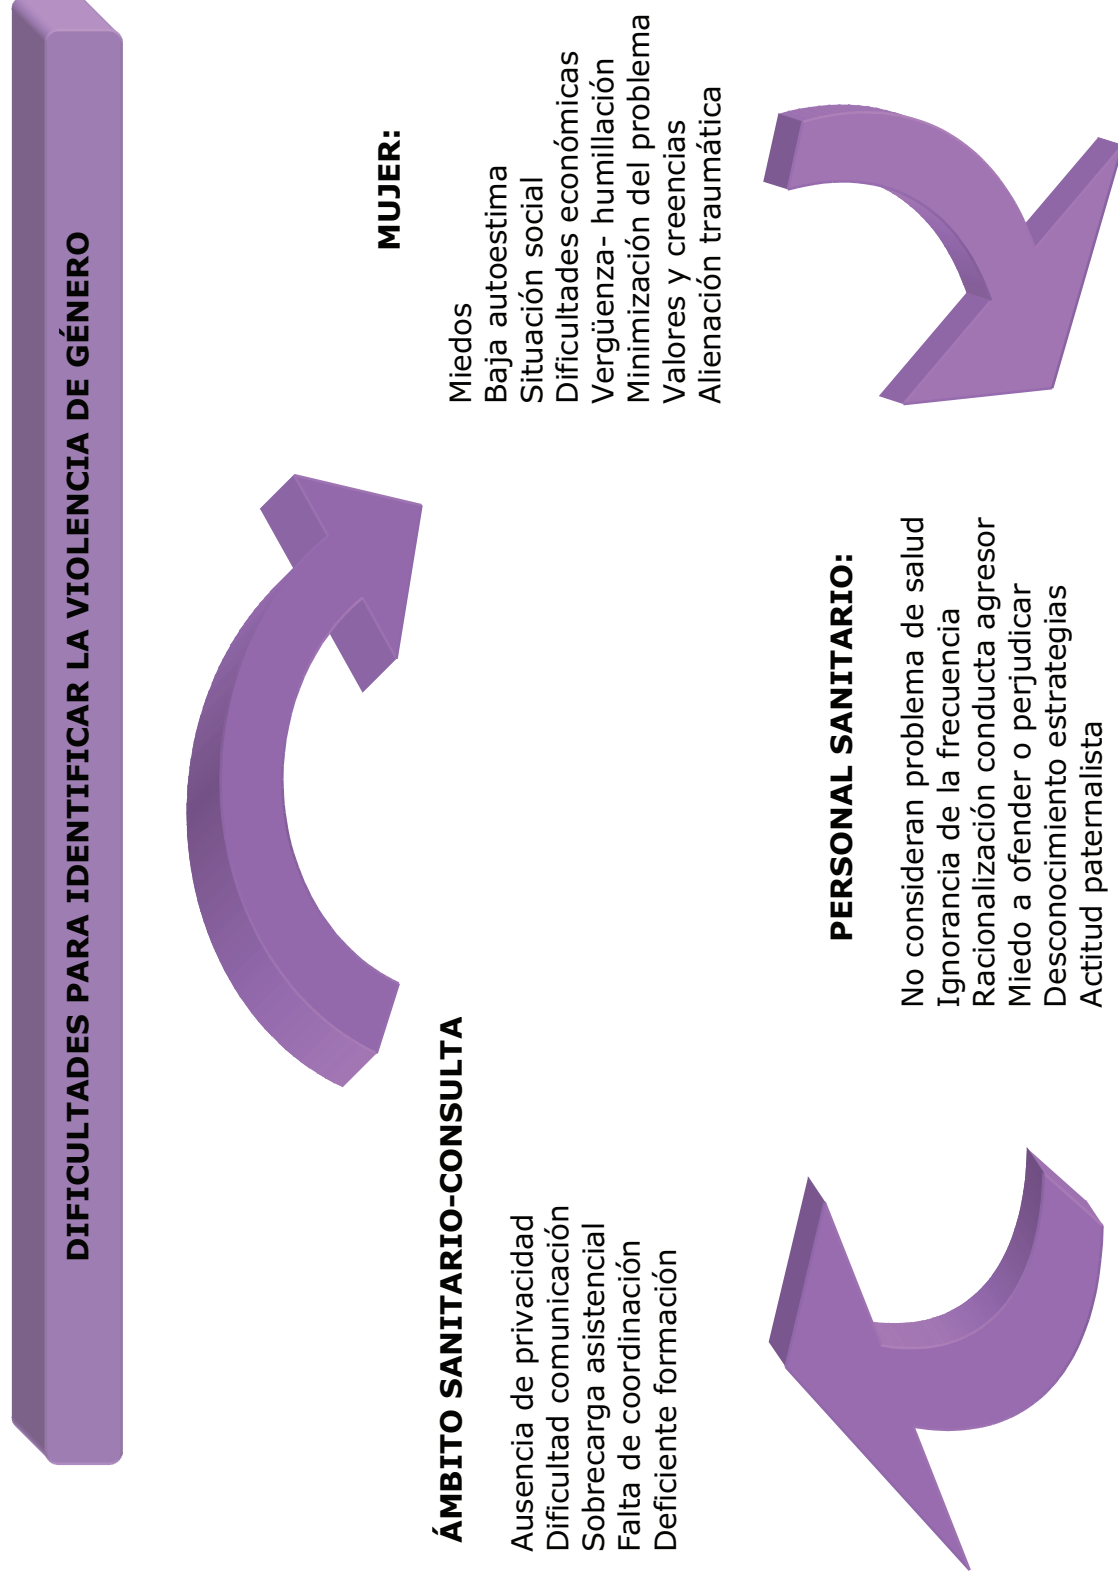 DIFICULTADES PARA IDENTIFICAR LA VIOLENCIA DE GÉNERO
ÁMBITO SANITARIO-CONSULTA
Ausencia de privacidad
Dificultad comunicación
Sobrecarga asistencial
Falta de coordinación
Deficiente formación
MUJER:
Miedos
Baja autoestima
Situación social
Dificultades económicas
Vergüenza- humillación
Minimización del problema
Valores y creencias
Alienación traumática
PERSONAL SANITARIO:
No consideran problema de salud
Ignorancia de la frecuencia
Racionalización conducta agresor
Miedo a ofender o perjudicar
Desconocimiento estrategias
Actitud paternalista